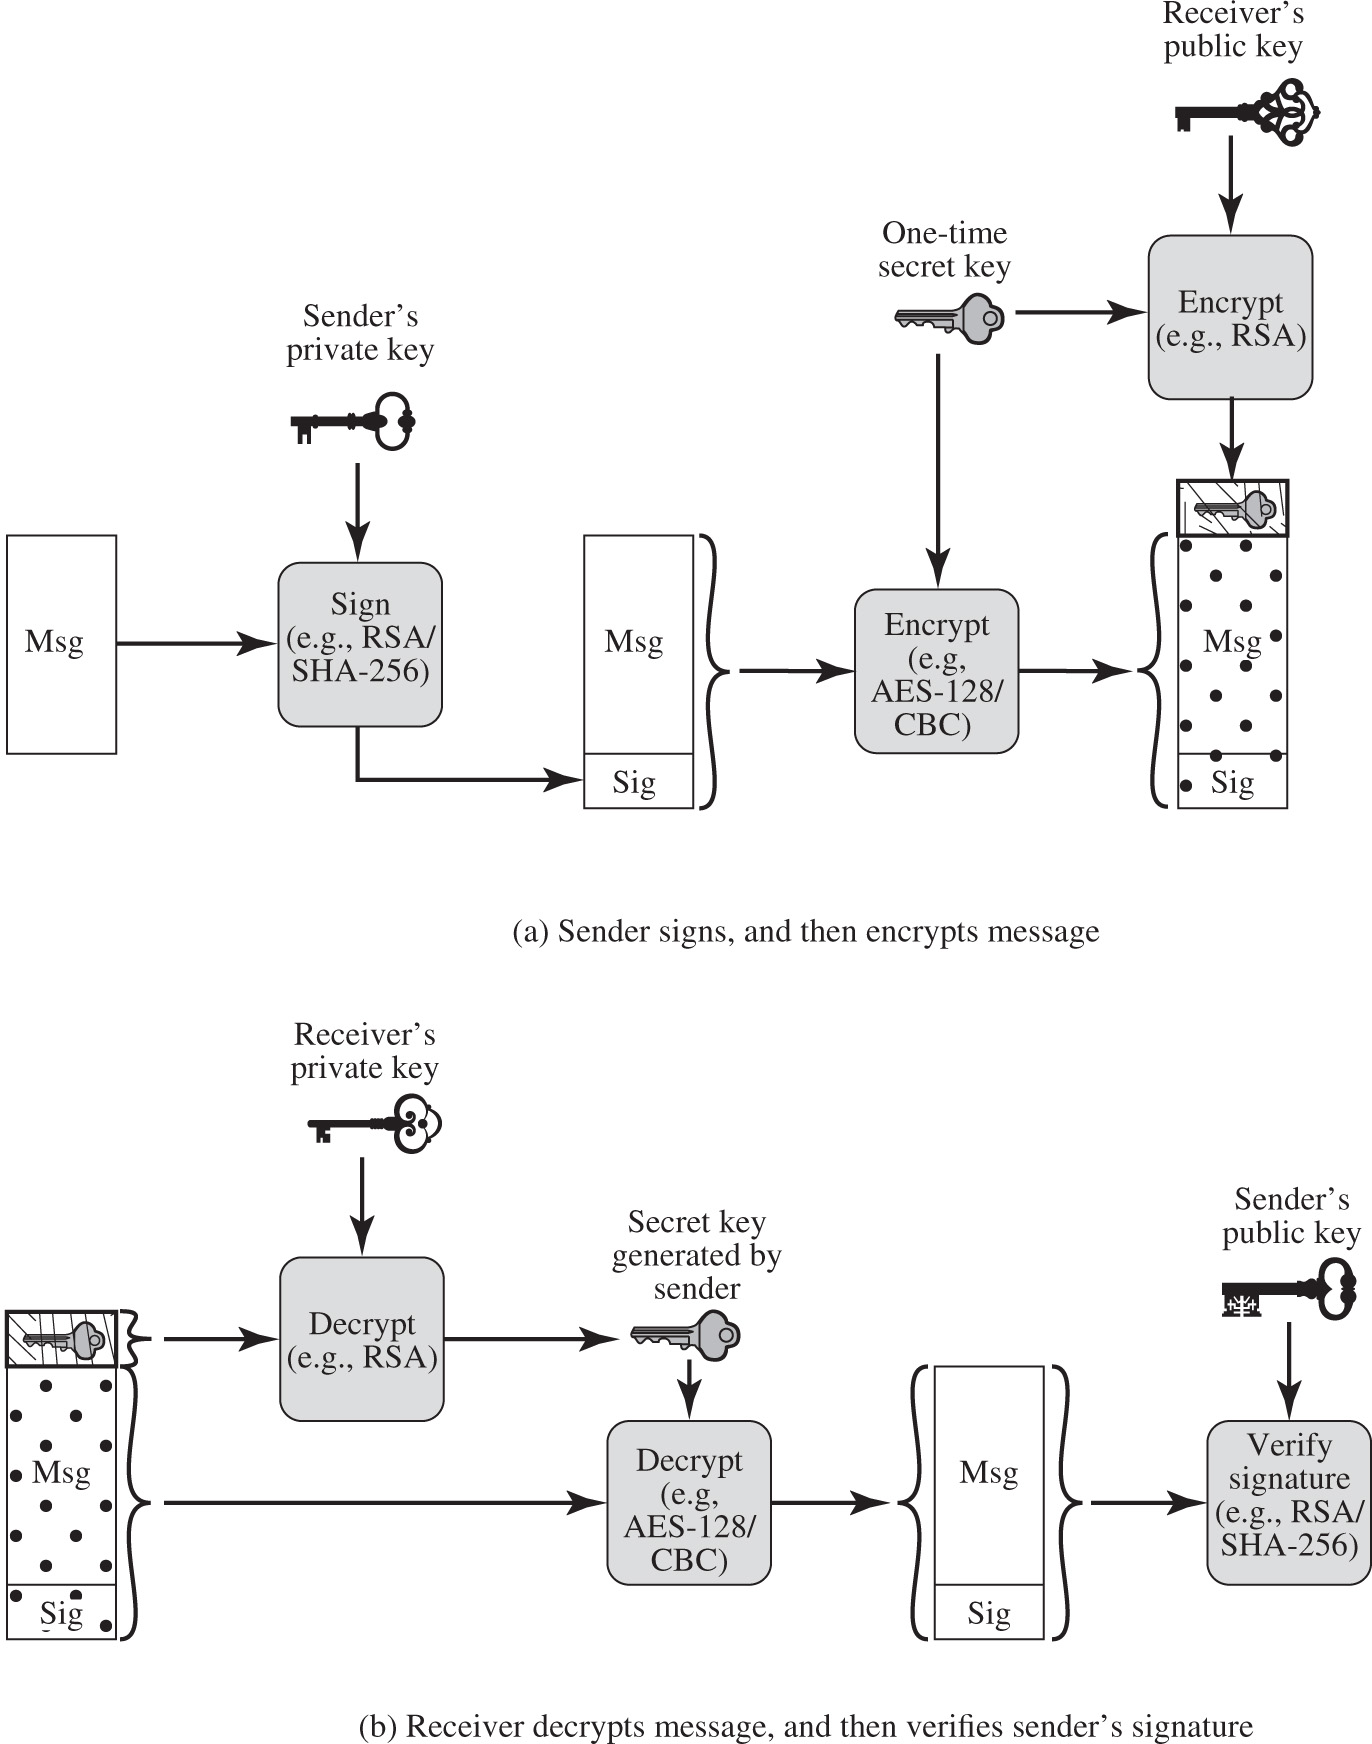 Receiver's
public key
One-time
secret key
Encrypt
(e.g., RSA)
Sender's
private key
Msg
Sign
(e.g., RSA/
SHA-256)
Msg
Sig
Encrypt
(e.g,
AES-128/
CBC)
Msg
Sig
(a) Sender signs, and then encrypts message
Receiver's
private key
Decrypt
(e.g., RSA)
Secret key
generated by
sender
Sender's
public key
Msg
Sig
Decrypt
(e.g,
AES-128/
CBC)
Msg
Sig
Verify
signature
(e.g., RSA/
SHA-256)
(b) Receiver decrypts message, and then verifies sender's signature